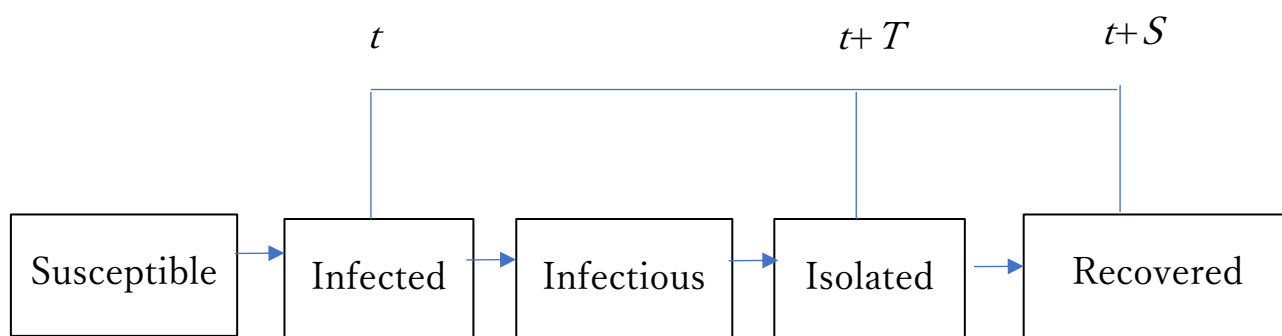 t
t+T
t+S
Susceptible
Infected
Infectious
Isolated
Recovered